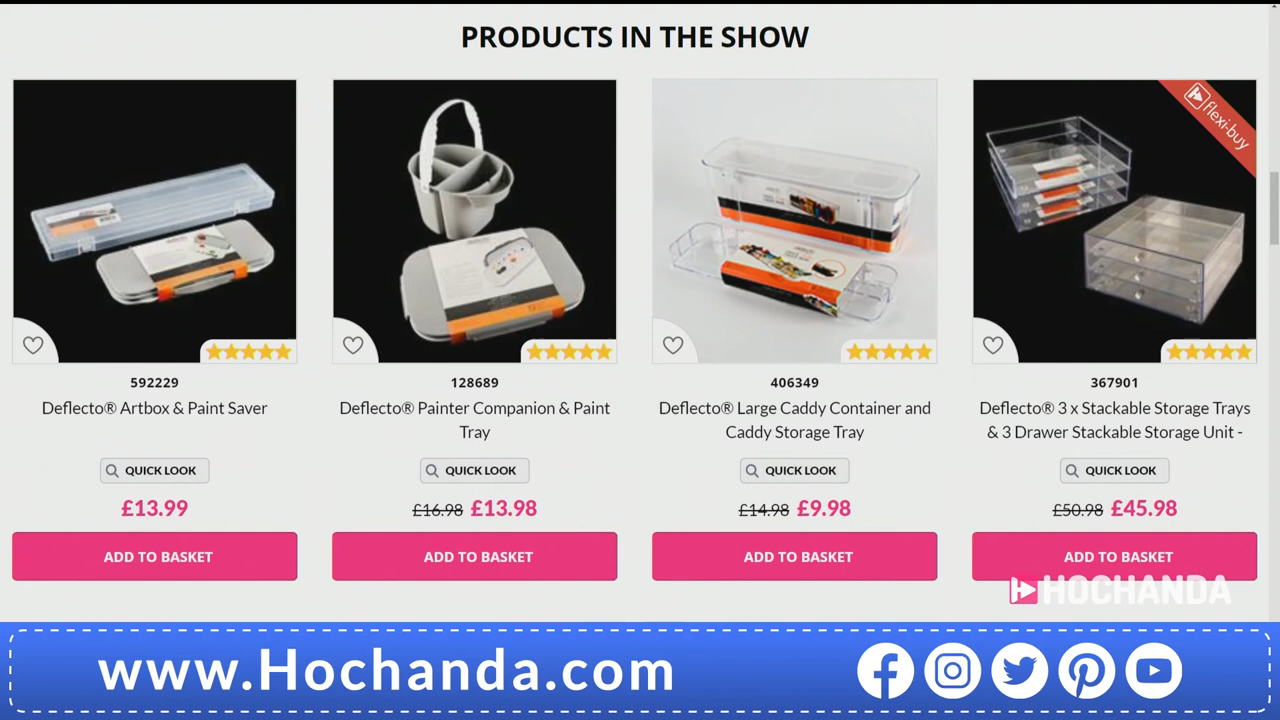 PRODUCTS IN THE SHOW
flexi-buy
592229
128689
406349
367901
Deflecto® Artbox & Paint Saver
Deflecto® Painter Companion & Paint
Tray
Deflecto® Large Caddy Container and
Caddy Storage Tray
Deflecto® 3 x Stackable Storage Trays
& 3 Drawer Stackable Storage Unit -
QUICK LOOK
QUICK LOOK
QUICK LOOK
QUICK LOOK
£13.99
£16.98 £13.98
£14.98 £9.98
£50.98 £45.98
ADD TO BASKET
ADD TO BASKET
ADD TO BASKET
ADD TO BASKET
HOCHANDA
www.Hochanda.com